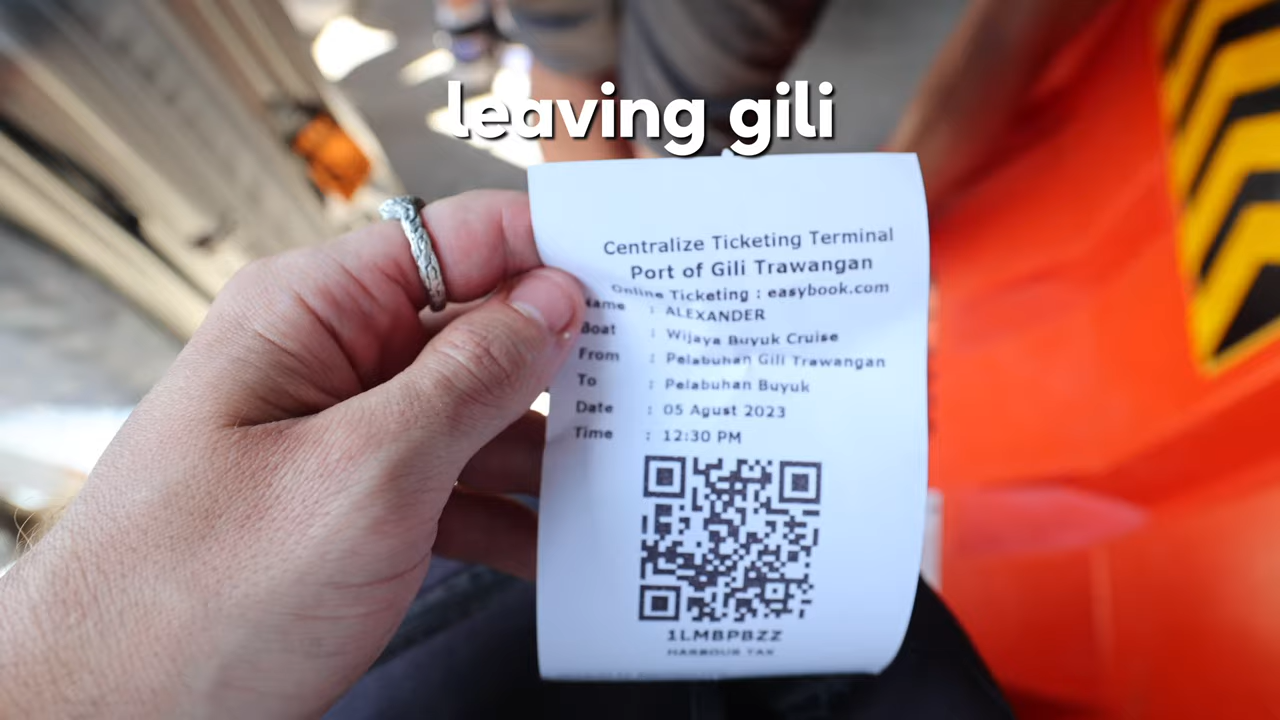 leaving gili
Centralize Ticketing Terminal
Port of Gili Trawangan
Online Ticketing : easybook.com
Name : ALEXANDER
Boat : Wijaya Buyuk Cruise
From : Pelabuhan Gili Trawangan
To : Pelabuhan Buyuk
Date : 05 Agust 2023
Time : 12:30 PM
1LMBPBZZ
HARBOUR TAX